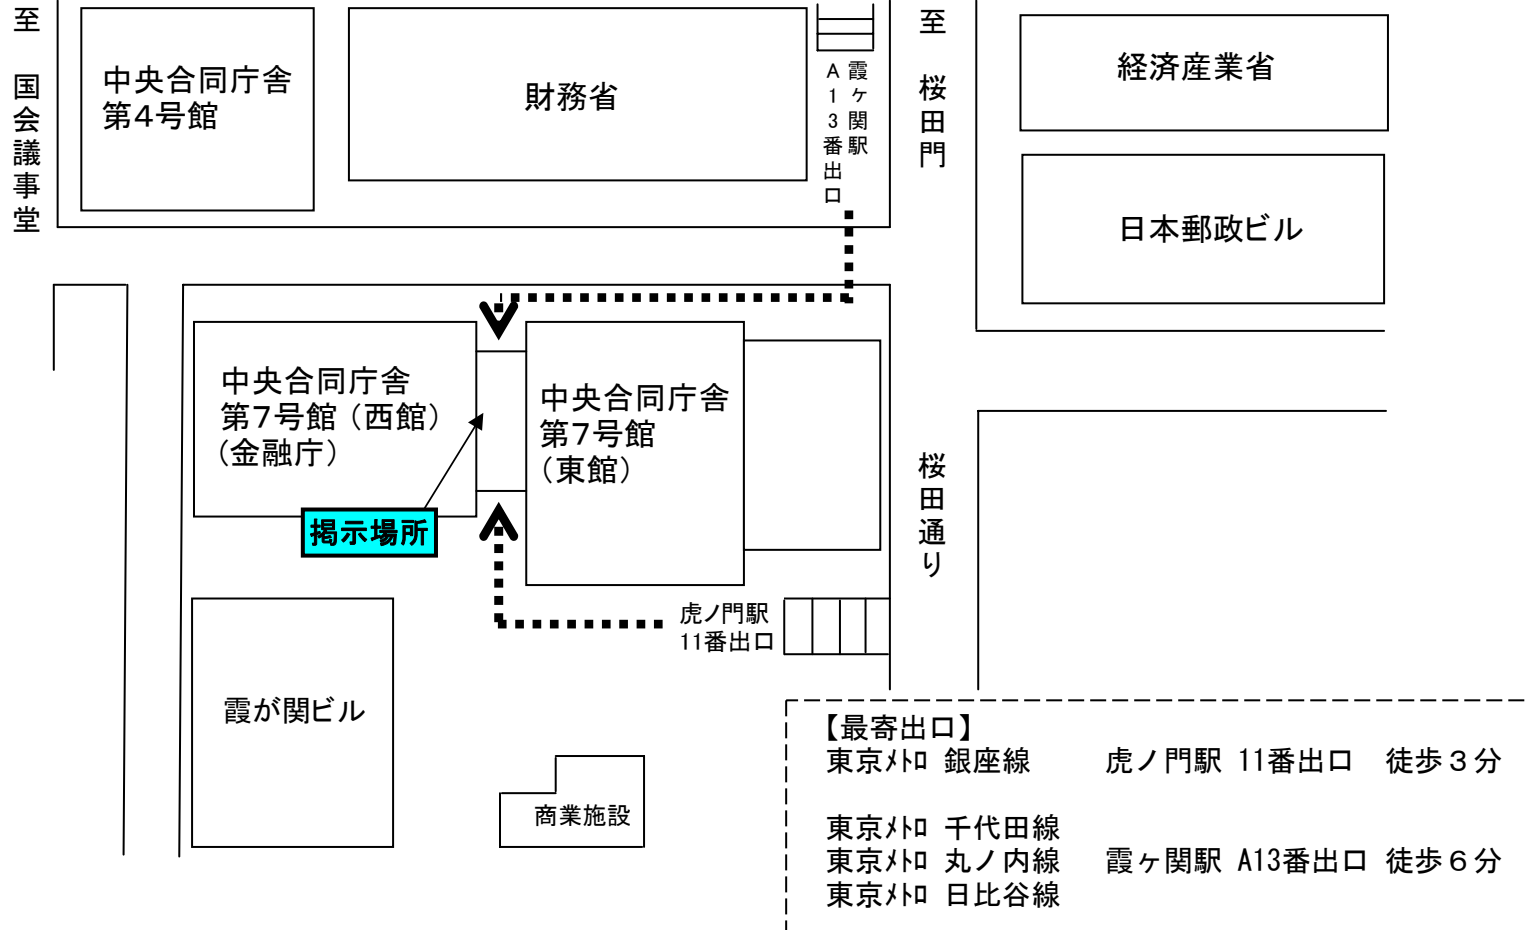 至 国会議事堂
中央合同庁舎
第4号館
財務省
霞ヶ関駅
A13番出口
至 桜田門
経済産業省
日本郵政ビル
中央合同庁舎
第7号館(西館)
(金融庁)
中央合同庁舎
第7号館
(東館)
掲示場所
桜田通り
虎ノ門駅
11番出口
霞が関ビル
商業施設
【最寄出口】
東京ﾒﾄﾛ 銀座線 虎ノ門駅 11番出口 徒歩３分
東京ﾒﾄﾛ 千代田線
東京ﾒﾄﾛ 丸ノ内線 霞ヶ関駅 A13番出口 徒歩６分
東京ﾒﾄﾛ 日比谷線